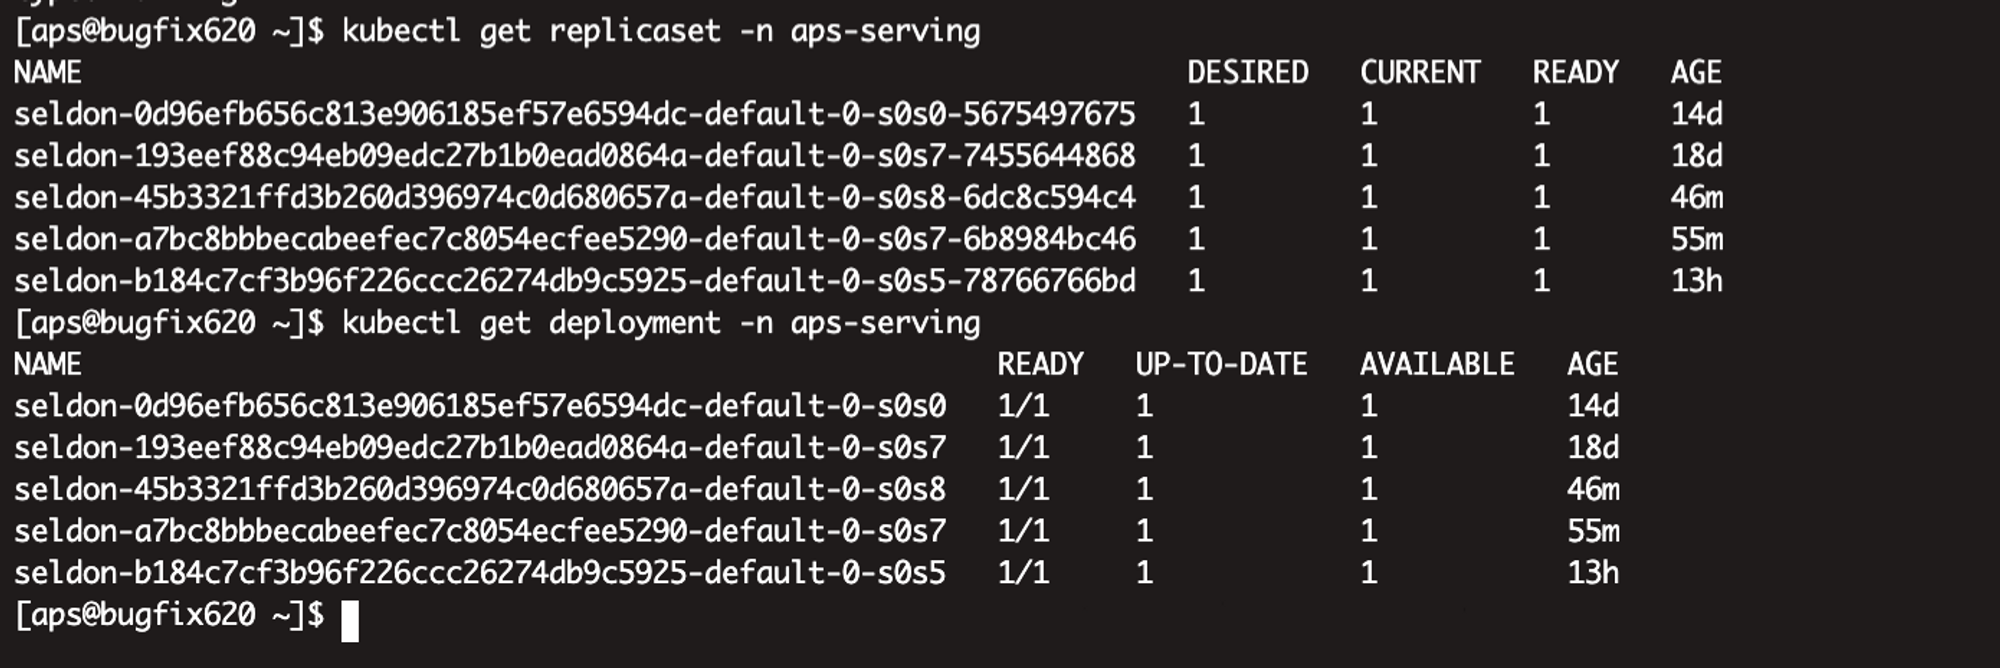 [aps@bugfix620 ~]$ kubectl get replicaset -n aps-serving
NAME DESIRED CURRENT READY AGE
seldon-0d96efb656c813e906185ef57e6594dc-default-0-s0s0-5675497675 1 1 1 14d
seldon-193eef88c94eb09edc27b1b0ead0864a-default-0-s0s7-7455644868 1 1 1 18d
seldon-45b3321ffd3b260d396974c0d680657a-default-0-s0s8-6dc8c594c4 1 1 1 46m
seldon-a7bc8bbbecabeefec7c8054ecfee5290-default-0-s0s7-6b8984bc46 1 1 1 55m
seldon-b184c7cf3b96f226ccc26274db9c5925-default-0-s0s5-78766766bd 1 1 1 13h
[aps@bugfix620 ~]$ kubectl get deployment -n aps-serving
NAME READY UP-TO-DATE AVAILABLE AGE
seldon-0d96efb656c813e906185ef57e6594dc-default-0-s0s0 1/1 1 1 14d
seldon-193eef88c94eb09edc27b1b0ead0864a-default-0-s0s7 1/1 1 1 18d
seldon-45b3321ffd3b260d396974c0d680657a-default-0-s0s8 1/1 1 1 46m
seldon-a7bc8bbbecabeefec7c8054ecfee5290-default-0-s0s7 1/1 1 1 55m
seldon-b184c7cf3b96f226ccc26274db9c5925-default-0-s0s5 1/1 1 1 13h
[aps@bugfix620 ~]$